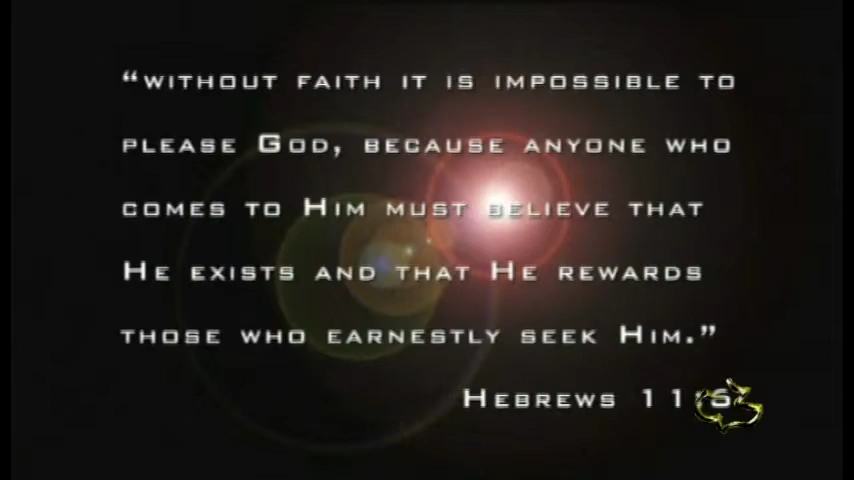 “WITHOUT FAITH IT IS IMPOSSIBLE TO
PLEASE GOD, BECAUSE ANYONE WHO
COMES TO HIM MUST BELIEVE THAT
HE EXISTS AND THAT HE REWARDS
THOSE WHO EARNESTLY SEEK HIM.”
HEBREWS 11:6